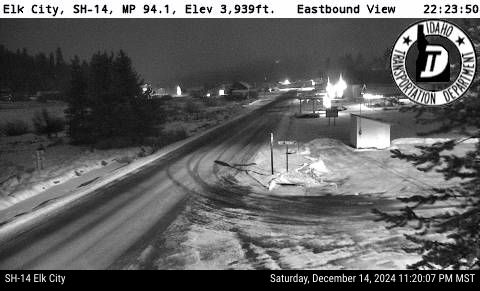 Elk City, SH-14, MP 94.1, Elev 3,939ft. Eastbound View 22:23:50
IDAHO
TRANSPORTATION DEPARTMENT
SH-14 Elk City Saturday, December 14, 2024 11:20:07 PM MST